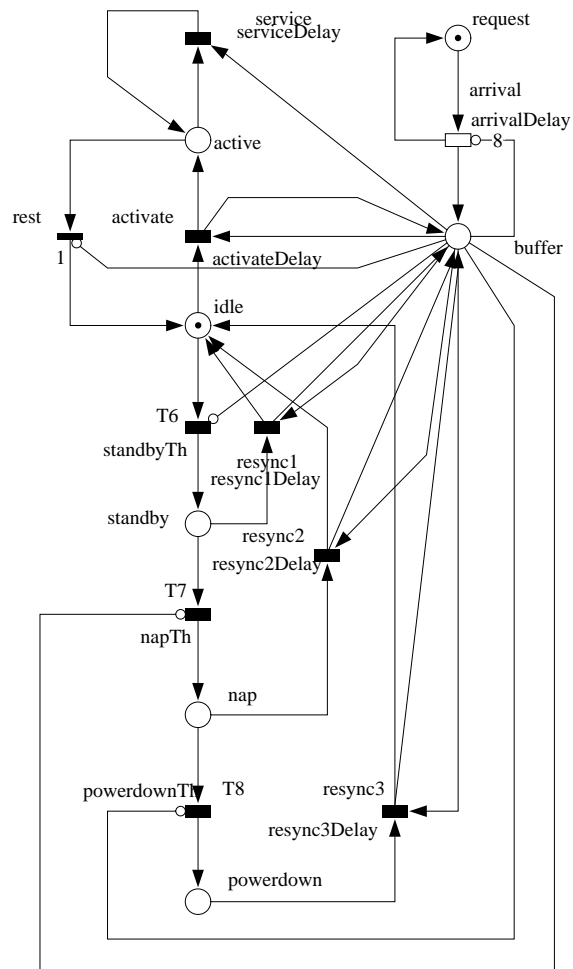 service
serviceDelay
request
arrival
arrivalDelay
8
active
rest
activate
1
activateDelay
buffer
idle
T6
standbyTh
resync1
resync1Delay
standby
resync2
resync2Delay
T7
napTh
nap
powerdownTh
T8
resync3
resync3Delay
powerdown